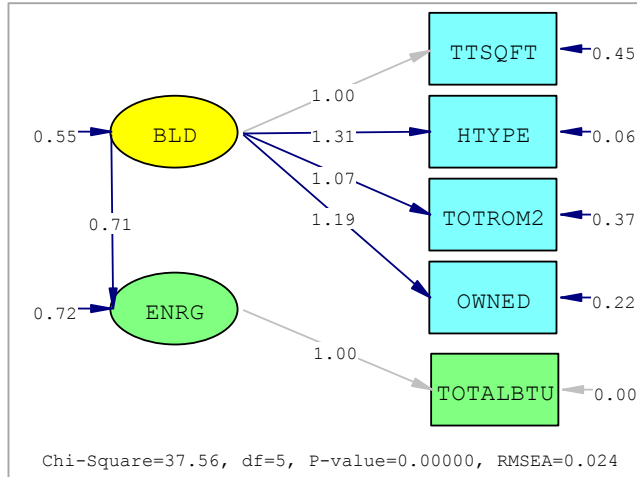 TTSQFT
0.45
1.00
0.55
BLD
1.31
HTYPE
0.06
1.07
TOTROM2
0.37
0.71
1.19
OWNED
0.22
0.72
ENRG
1.00
TOTALBTU
0.00
Chi-Square=37.56, df=5, P-value=0.00000, RMSEA=0.024